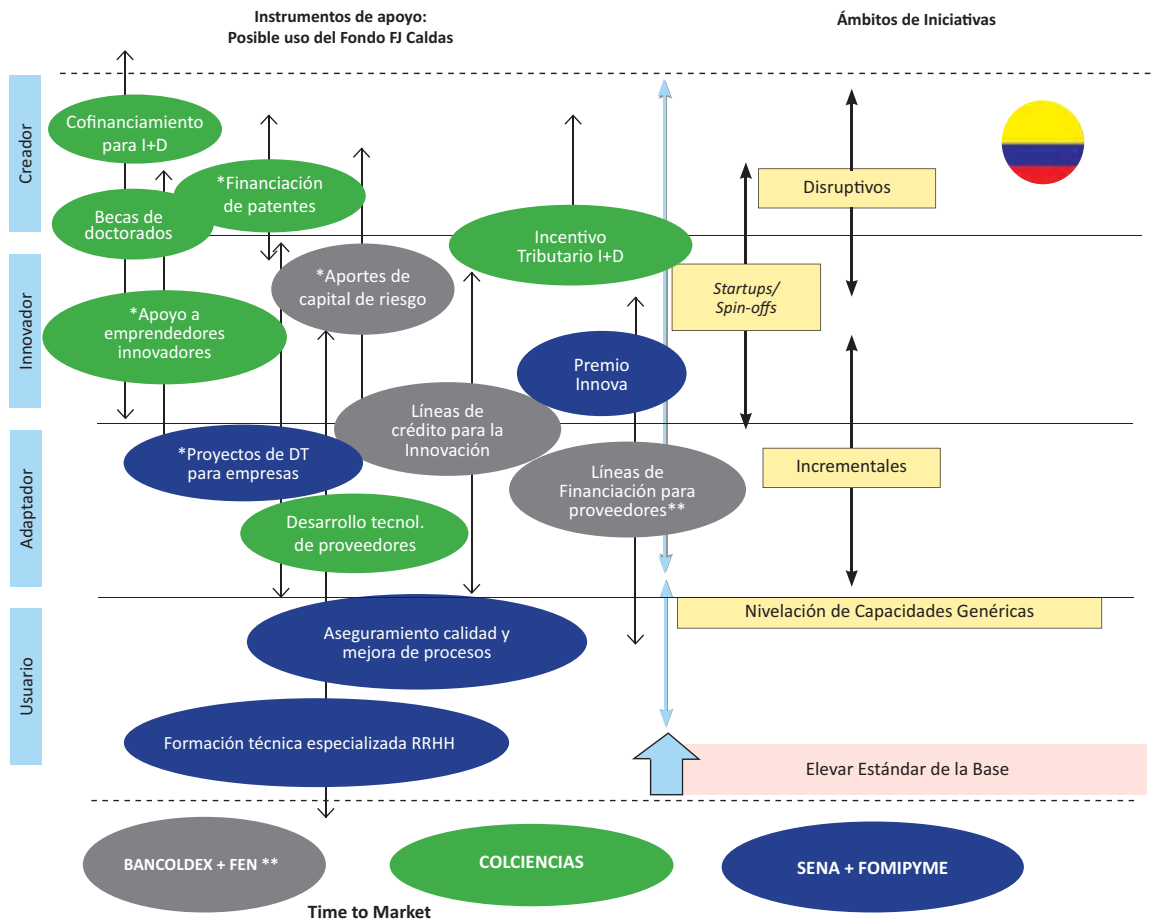 Instrumentos de apoyo:
Posible uso del Fondo FJ Caldas
Ámbitos de Iniciativas
Creador
Cofinanciamiento
para I+D
*Financiación
de patentes
Becas de
doctorados
Disruptivos
Incentivo
Tributario I+D
Innovador
*Aportes de
capital de riesgo
Startups/
Spin-offs
*Apoyo a
emprendedores
innovadores
Premio
Innova
Adaptador
Líneas de
crédito para la
Innovación
*Proyectos de DT
para empresas
Líneas de
Financiación para
proveedores**
Incrementales
Desarrollo tecnol.
de proveedores
Usuario
Nivelación de Capacidades Genéricas
Aseguramiento calidad y
mejora de procesos
Formación técnica especializada RRHH
Elevar Estándar de la Base
BANCOLDEX + FEN **
COLCIENCIAS
SENA + FOMIPYME
Time to Market